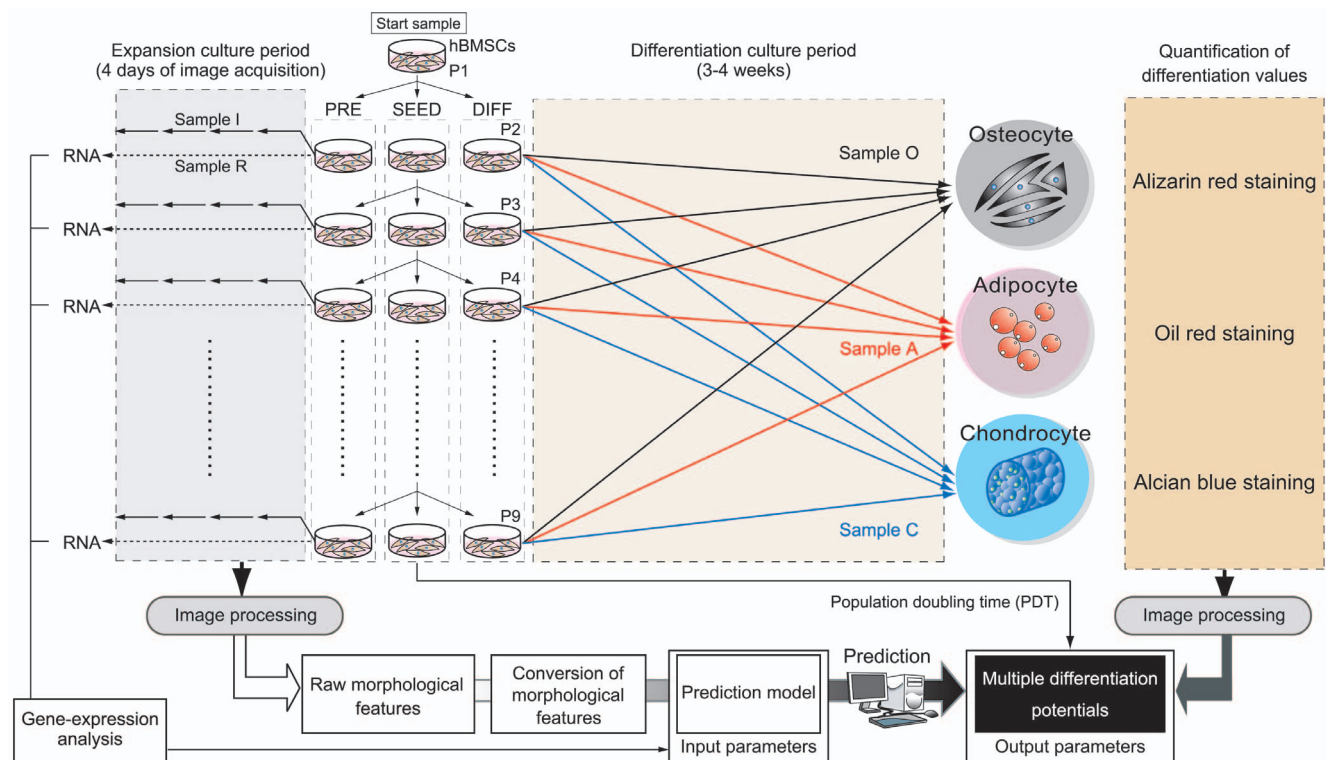 Start sample
hBMSCs
P1
Expansion culture period
(4 days of image acquisition)
Differentiation culture period
(3-4 weeks)
Quantification of
differentiation values
PRE
SEED
DIFF
P2
Sample I
RNA
Sample R
P3
RNA
P4
RNA
P9
RNA
Sample O
Sample A
Sample C
Osteocyte
Adipocyte
Chondrocyte
Alizarin red staining
Oil red staining
Alcian blue staining
Image processing
Population doubling time (PDT)
Image processing
Raw morphological
features
Conversion of
morphological
features
Prediction model
Input parameters
Prediction
Multiple differentiation
potentials
Output parameters
Gene-expression
analysis